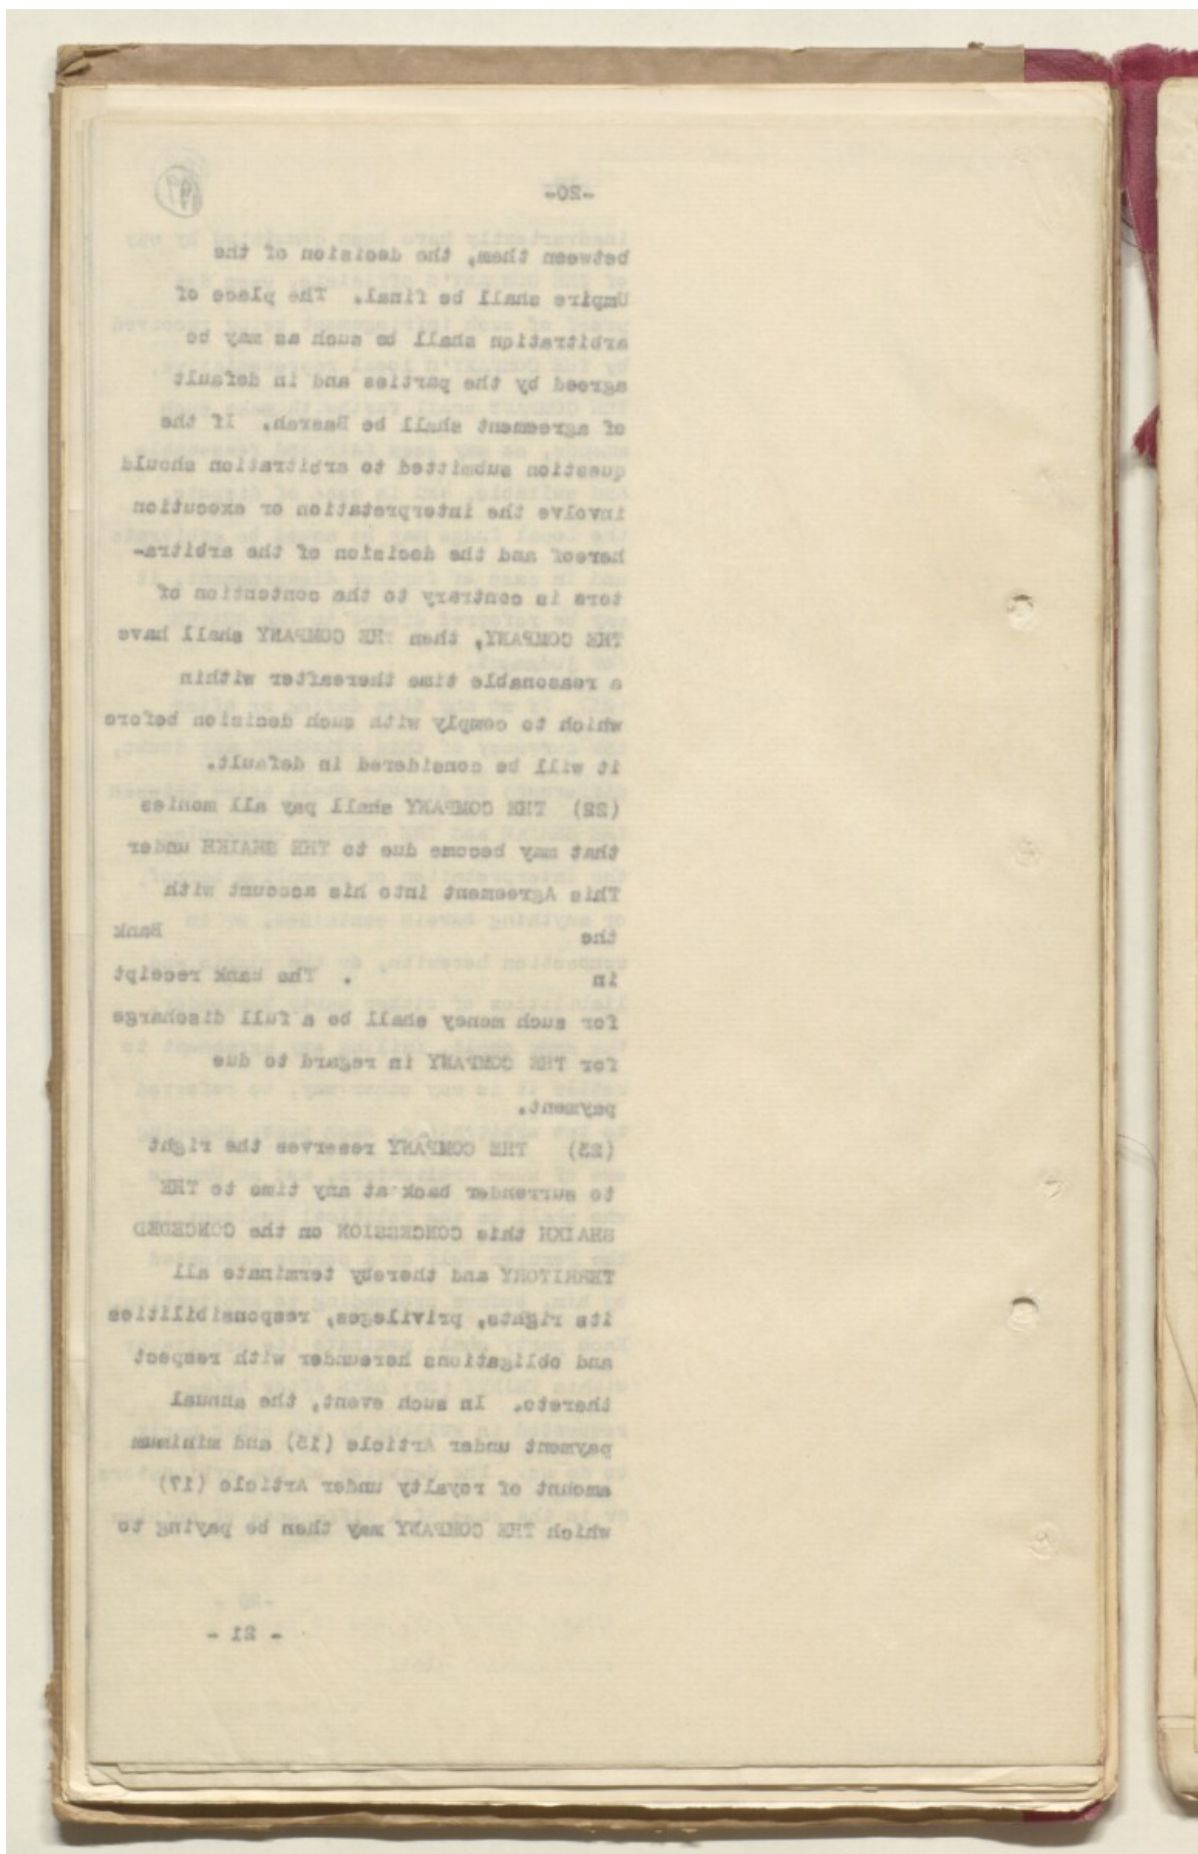 -20-
between them, the decision of the
Umpire shall be final. The place of
arbitration shall be such as may be
agreed by the parties and in default
of agreement shall be Basrah. If the
question submitted to arbitration should
involve the interpretation or execution
hereof and the decision of the arbitra-
tors is contrary to the contention of
THE COMPANY, then THE COMPANY shall have
a reasonable time thereafter within
which to comply with such decision before
it will be considered in default.
(22) THE COMPANY shall pay all monies
that may become due to THE SHAIKH under
This Agreement into his account with
the Bank
in . The bank receipt
for such money shall be a full discharge
for THE COMPANY in regard to due
payment.
(23) THE COMPANY reserves the right
to surrender back at any time to THE
SHAIKH this CONCESSION on the CONCEDED
TERRITORY and thereby terminate all
its rights, privileges, responsibilities
and obligations hereunder with respect
thereto. In such event, the annual
payment under Article (15) and minimum
amount of royalty under Article (17)
which THE COMPANY may then be paying to
- 21 -